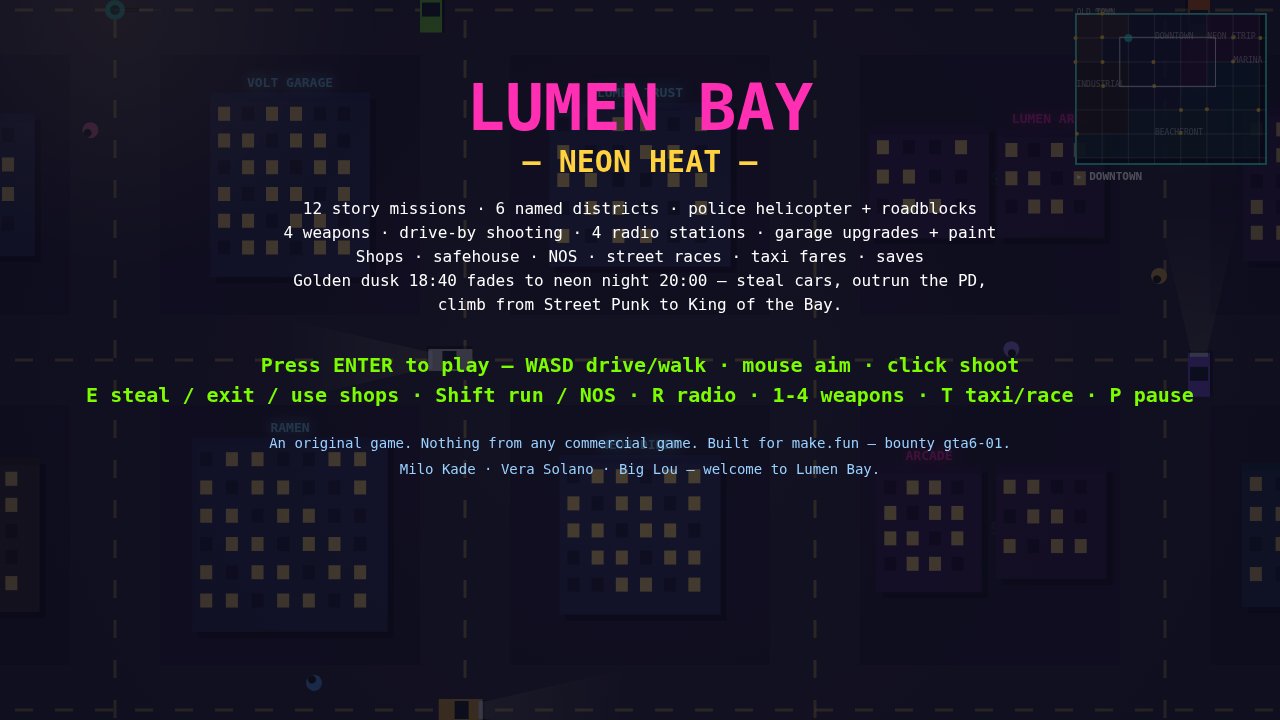 OLD TOWN
DOWNTOWN NEON STRIP
MARINA
INDUSTRIAL
BEACHFRONT
DOWNTOWN
VOLT GARAGE
TRUST
LUMEN AR
LUMEN BAY
— NEON HEAT —
12 story missions · 6 named districts · police helicopter + roadblocks
4 weapons · drive-by shooting · 4 radio stations · garage upgrades + paint
Shops · safehouse · NOS · street races · taxi fares · saves
Golden dusk 18:40 fades to neon night 20:00 — steal cars, outrun the PD,
climb from Street Punk to King of the Bay.
Press ENTER to play — WASD drive/walk · mouse aim · click shoot
E steal / exit / use shops · Shift run / NOS · R radio · 1-4 weapons · T taxi/race · P pause
RAMEN
An original game. Nothing from any commercial game. Built for make.fun — bounty gta6-01.
ARCADE
Milo Kade · Vera Solano · Big Lou — welcome to Lumen Bay.